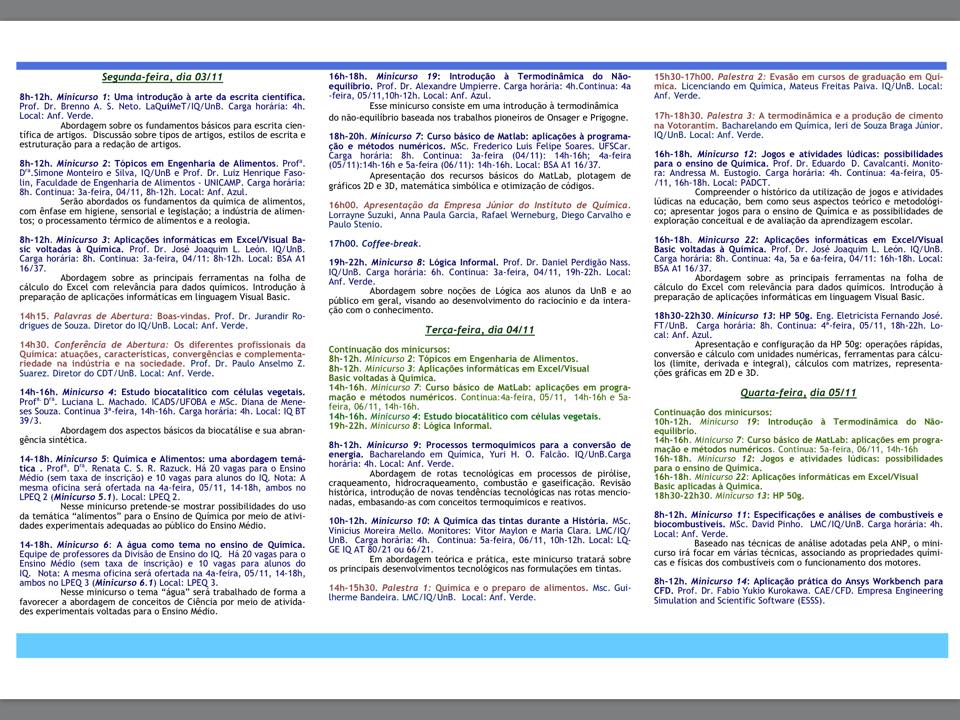 Segunda-feira, dia 03/11
8h-12h. Minicurso 1: Uma introdução à arte da escrita científica.
Prof. Dr. Brenno A. S. Neto. LaQuiMeT/IQ/UnB. Carga horária: 4h.
Local: Anf. Verde.
Abordagem sobre os fundamentos básicos para escrita cien-
tífica de artigos. Discussão sobre tipos de artigos, estilos de escrita e
estruturação para a redação de artigos.
8h-12h. Minicurso 2: Tópicos em Engenharia de Alimentos. Profª.
Dʳª.Simone Monteiro e Silva, IQ/UnB e Prof. Dr. Luiz Henrique Faso-
lin, Faculdade de Engenharia de Alimentos - UNICAMP. Carga horária:
8h. Continua: 3a-feira, 04/11, 8h-12h. Local: Anf. Azul.
Serão abordados os fundamentos da química de alimentos,
com ênfase em higiene, sensorial e legislação; a indústria de alimen-
tos; o processamento térmico de alimentos e a reologia.
8h-12h. Minicurso 3: Aplicações informáticas em Excel/Visual Ba-
sic voltadas à Química. Prof. Dr. José Joaquin L. León. IQ/UnB.
Carga horária: 8h. Continua: 3a-feira, 04/11: 8h-12h. Local: BSA A1
16/37.
Abordagem sobre as principais ferramentas na folha de
cálculo do Excel com relevância para dados químicos. Introdução à
preparação de aplicações informáticas em linguagem Visual Basic.
14h15. Palavras de Abertura: Boas-vindas. Prof. Dr. Jurandir Ro-
drigues de Souza. Diretor do IQ/UnB. Local: Anf. Verde.
14h30. Conferência de Abertura: Os diferentes profissionais da
Química: atuações, características, convergências e complementa-
riedade na indústria e na sociedade. Prof. Dr. Paulo Anselmo Z.
Suarez. Diretor do CDT/UnB. Local: Anf. Verde.
14h-16h. Minicurso 4: Estudo biocatalítico com células vegetais.
Profª. Dʳª. Luciana L. Machado. ICADS/UFOBA e MSc. Diana de Mene-
ses Souza. Continua 3ª-feira, 14h-16h. Carga horária: 4h. Local: IQ BT
39/3.
Abordagem dos aspectos básicos da biocatálise e sua abran-
gência sintética.
14-18h. Minicurso 5: Química e Alimentos: uma abordagem temá-
tica . Profª. Dʳª. Renata C. S. R. Razuck. Há 20 vagas para o Ensino
Médio (sem taxa de inscrição) e 10 vagas para alunos do IQ. Nota: A
mesma oficina será ofertada na 4a-feira, 05/11, 14-18h, ambos no
LPEQ 2 (Minicurso 5.1). Local: LPEQ 2.
Nesse minicurso pretende-se mostrar possibilidades do uso
da temática “alimentos” para o Ensino de Química por meio de ativi-
dades experimentais adequadas ao público do Ensino Médio.
14-18h. Minicurso 6: A água como tema no ensino de Química.
Equipe de professores da Divisão de Ensino do IQ. Há 20 vagas para o
Ensino Médio (sem taxa de inscrição) e 10 vagas para alunos do
IQ. Nota: A mesma oficina será ofertada na 4a-feira, 05/11, 14-18h,
ambos no LPEQ 3 (Minicurso 6.1) Local: LPEQ 3.
Nesse minicurso o tema “água” será trabalhado de forma a
favorecer a abordagem de conceitos de Ciência por meio de ativida-
des experimentais voltadas para o Ensino Médio.
16h-18h. Minicurso 19: Introdução à Termodinâmica do Não-
equilíbrio. Prof. Dr. Alexandre Umpierre. Carga horária: 4h.Continua: 4a
-feira, 05/11,10h-12h. Local: Anf. Azul.
Esse minicurso consiste em uma introdução à termodinâmica
do não-equilíbrio baseada nos trabalhos pioneiros de Onsager e Prigogne.
18h-20h. Minicurso 7: Curso básico de Matlab: aplicações à programa-
ção e métodos numéricos. MSc. Frederico Luis Felipe Soares. UFSCar.
Carga horária: 8h. Continua: 3a-feira (04/11): 14h-16h; 4a-feira
(05/11):14h-16h e 5a-feira (06/11): 14h-16h. Local: BSA A1 16/37.
Apresentação dos recursos básicos do MatLab, plotagem de
gráficos 2D e 3D, matemática simbólica e otimização de códigos.
16h00. Apresentação da Empresa Júnior do Instituto de Química.
Lorrayne Suzuki, Anna Paula Garcia, Rafael Werneburg, Diego Carvalho e
Paulo Stenio.
17h00. Coffee-break.
19h-22h. Minicurso 8: Lógica Informal. Prof. Dr. Daniel Perdigão Nass.
IQ/UnB. Carga horária: 6h. Continua: 3a-feira, 04/11, 19h-22h. Local:
Anf. Verde.
Abordagem sobre noções de Lógica aos alunos da UnB e ao
público em geral, visando ao desenvolvimento do raciocínio e da intera-
ção com o conhecimento.
Terça-feira, dia 04/11
Continuação dos minicursos:
8h-12h. Minicurso 2: Tópicos em Engenharia de Alimentos.
8h-12h. Minicurso 3: Aplicações informáticas em Excel/Visual
Basic voltadas à Química.
14h-16h. Minicurso 7: Curso básico de Matlab: aplicações em progra-
mação e métodos numéricos. Continua:4a-feira, 05/11, 14h-16h e 5a-
feira, 06/11, 14h-16h.
14h-16h. Minicurso 4: Estudo biocatálitico com células vegetais.
19h-22h. Minicurso 8: Lógica Informal.
8h-12h. Minicurso 9: Processos termoquímicos para a conversão de
energia. Bacharelando em Química, Yuri H. O. Falcão. IQ/UnB.Carga
horária: 4h. Local: Anf. Verde.
Abordagem de rotas tecnológicas em processos de pirólise,
craqueamento, hidrocraqueamento, combustão e gaseificação. Revisão
histórica, introdução de novas tendências tecnológicas nas rotas mencio-
nadas, embasando-as com conceitos termoquímicos e reativos.
10h-12h. Minicurso 10: A Química das tintas durante a História. MSc.
Vinicius Moreira Mello. Monitores: Vitor Maylon e Maria Clara. LMC/IQ/
UnB. Carga horária: 4h. Continua: 5a-feira, 06/11, 10h-12h. Local: LQ-
GE IQ AT 80/21 ou 66/21.
Em abordagem teórica e prática, este minicurso tratará sobre
os principais desenvolvimentos tecnológicos nas formulações em tintas.
14h-15h30. Palestra 1: Química e o preparo de alimentos. Msc. Gui-
lherme Bandeira. LMC/IQ/UnB. Local: Anf. Verde.
15h30-17h00. Palestra 2: Evasão em cursos de graduação em Quí-
mica. Licenciando em Química, Mateus Freitas Paiva. IQ/UnB. Local:
Anf. Verde.
17h-18h30. Palestra 3: A termodinâmica e a produção de cimento
na Votorantim. Bacharelando em Química, Ieri de Souza Braga Júnior.
IQ/UnB. Local: Anf. Verde.
16h-18h. Minicurso 12: Jogos e atividades lúdicas: possibilidades
para o ensino de Química. Prof. Dr. Eduardo D. Cavalcanti. Monito-
ra: Andressa M. Eustogio. Carga horária: 4h. Continua: 4a-feira, 05-
/11, 16h-18h. Local: PADCT.
Compreender o histórico da utilização de jogos e atividades
lúdicas na educação, bem como seus aspectos teórico e metodológi-
co; apresentar jogos para o ensino de Química e as possibilidades de
exploração conceitual e de avaliação da aprendizagem escolar.
16h-18h. Minicurso 22: Aplicações informáticas em Excel/Visual
Basic voltadas à Química. Prof. Dr. José Joaquim L. León. IQ/UnB.
Carga horária: 8h. Continua: 4a, 5a e 6a-feira, 04/11: 16h-18h. Local:
BSA A1 16/37.
Abordagem sobre as principais ferramentas na folha de
cálculo do Excel com relevância para dados químicos. Introdução à
preparação de aplicações informáticas em linguagem Visual Basic.
18h30-22h30. Minicurso 13: HP 50g. Eng. Eletricista Fernando José.
FT/UnB. Carga horária: 8h. Continua: 4ª-feira, 05/11, 18h-22h. Lo-
cal: Anf. Azul.
Apresentação e configuração da HP 50g: operações rápidas,
conversão e cálculo com unidades numéricas, ferramentas para cálcu-
los (limite, derivada e integral), cálculos com matrizes, representa-
ções gráficas em 2D e 3D.
Quarta-feira, dia 05/11
Continuação dos minicursos:
10h-12h. Minicurso 19: Introdução à Termodinâmica do Não-
equilíbrio.
14h-16h. Minicurso 7: Curso básico de Matlab: aplicações em progra-
mação e métodos numéricos. Continua: 5a-feira, 06/11, 14h-16h
16h-18h. Minicurso 12: Jogos e atividades lúdicas: possibilidades
para o ensino de Química.
16h-18h. Minicurso 22: Aplicações informáticas em Excel/Visual
Basic aplicadas à Química.
18h30-22h30. Minicurso 13: HP 50g.
8h-12h. Minicurso 11: Especificações e análises de combustíveis e
biocombustíveis. MSc. David Pinho. LMC/IQ/UnB. Carga horária: 4h.
Local: Anf. Verde.
Baseado nas técnicas de análise adotadas pela ANP, o mini-
curso irá focar em várias técnicas, associando as propriedades quími-
cas e físicas dos combustíveis com o funcionamento dos motores.
8h-12h. Minicurso 14: Aplicação prática do Ansys Workbench para
CFD. Prof. Dr. Fabio Yukio Kurokawa. CAE/CFD. Empresa Engineering
Simulation and Scientific Software (ESSS).